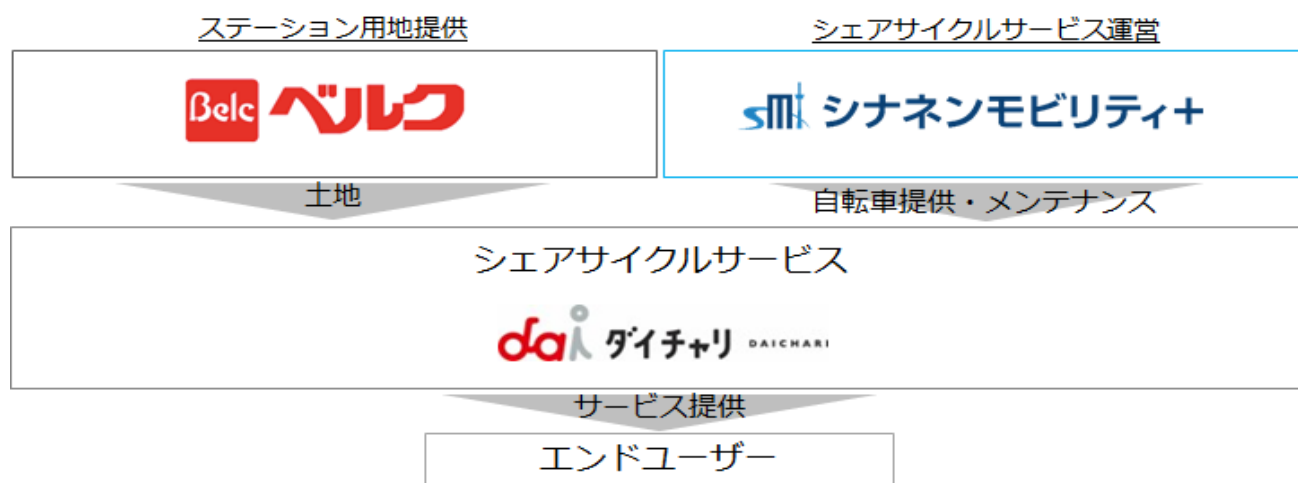 ステーション用地提供
シェアサイクルサービス運営
Belc ベルク
SMi シナネンモビリティ+
土地
自転車提供・メンテナンス
シェアサイクルサービス
dai ダイチャリ DAICHARI
サービス提供
エンドユーザー